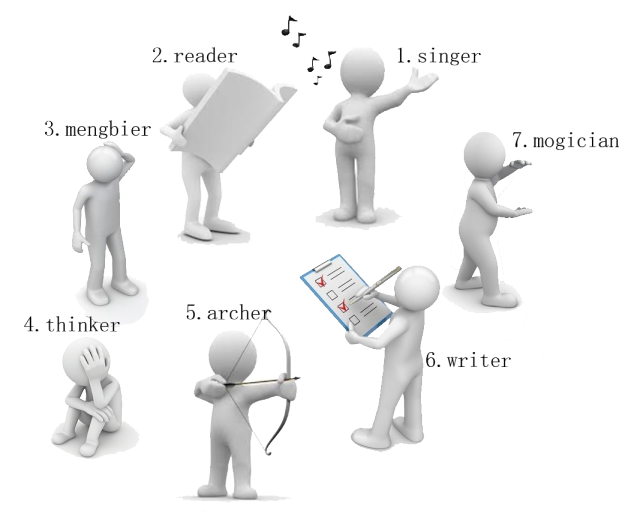 1.singer
2.reader
3.mengbier
4.thinker
5.archer
6.writer
7.mogician